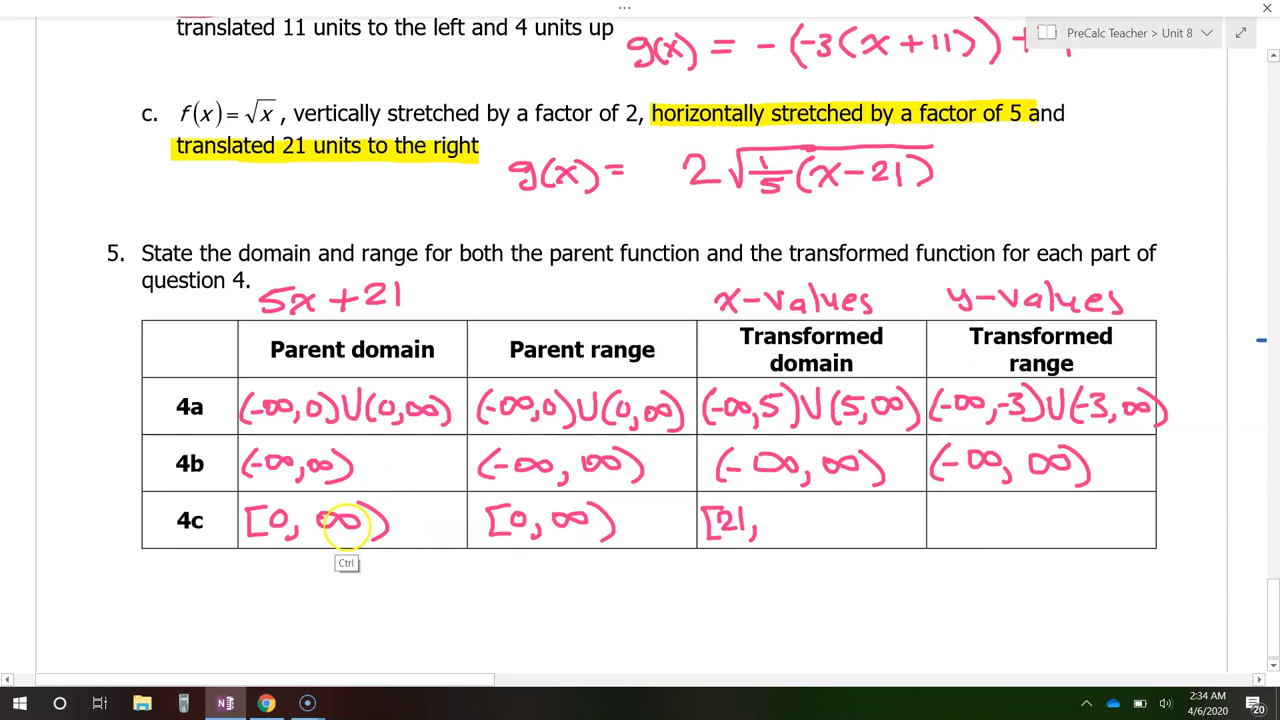 translated 11 units to the left and 4 units up
g(x) = -(-3(x+11))+
PreCalc Teacher > Unit 8
c. f(x) = √x , vertically stretched by a factor of 2, horizontally stretched by a factor of 5 and
translated 21 units to the right
g(x) = 2√(1/5(x-21))
5. State the domain and range for both the parent function and the transformed function for each part of
question 4.
5x + 21 x-values y-values
Parent domain Parent range Transformed domain Transformed range
4a (-∞,0)∪(0,∞) (-∞,0)∪(0,∞) (-∞,5)∪(5,∞) (-∞,-3)∪(-3,∞)
4b (-∞,∞) (-∞,∞) (-∞,∞) (-∞,∞)
4c [0,∞) [0,∞) [21,
Ctrl
2:34 AM
4/6/2020
20